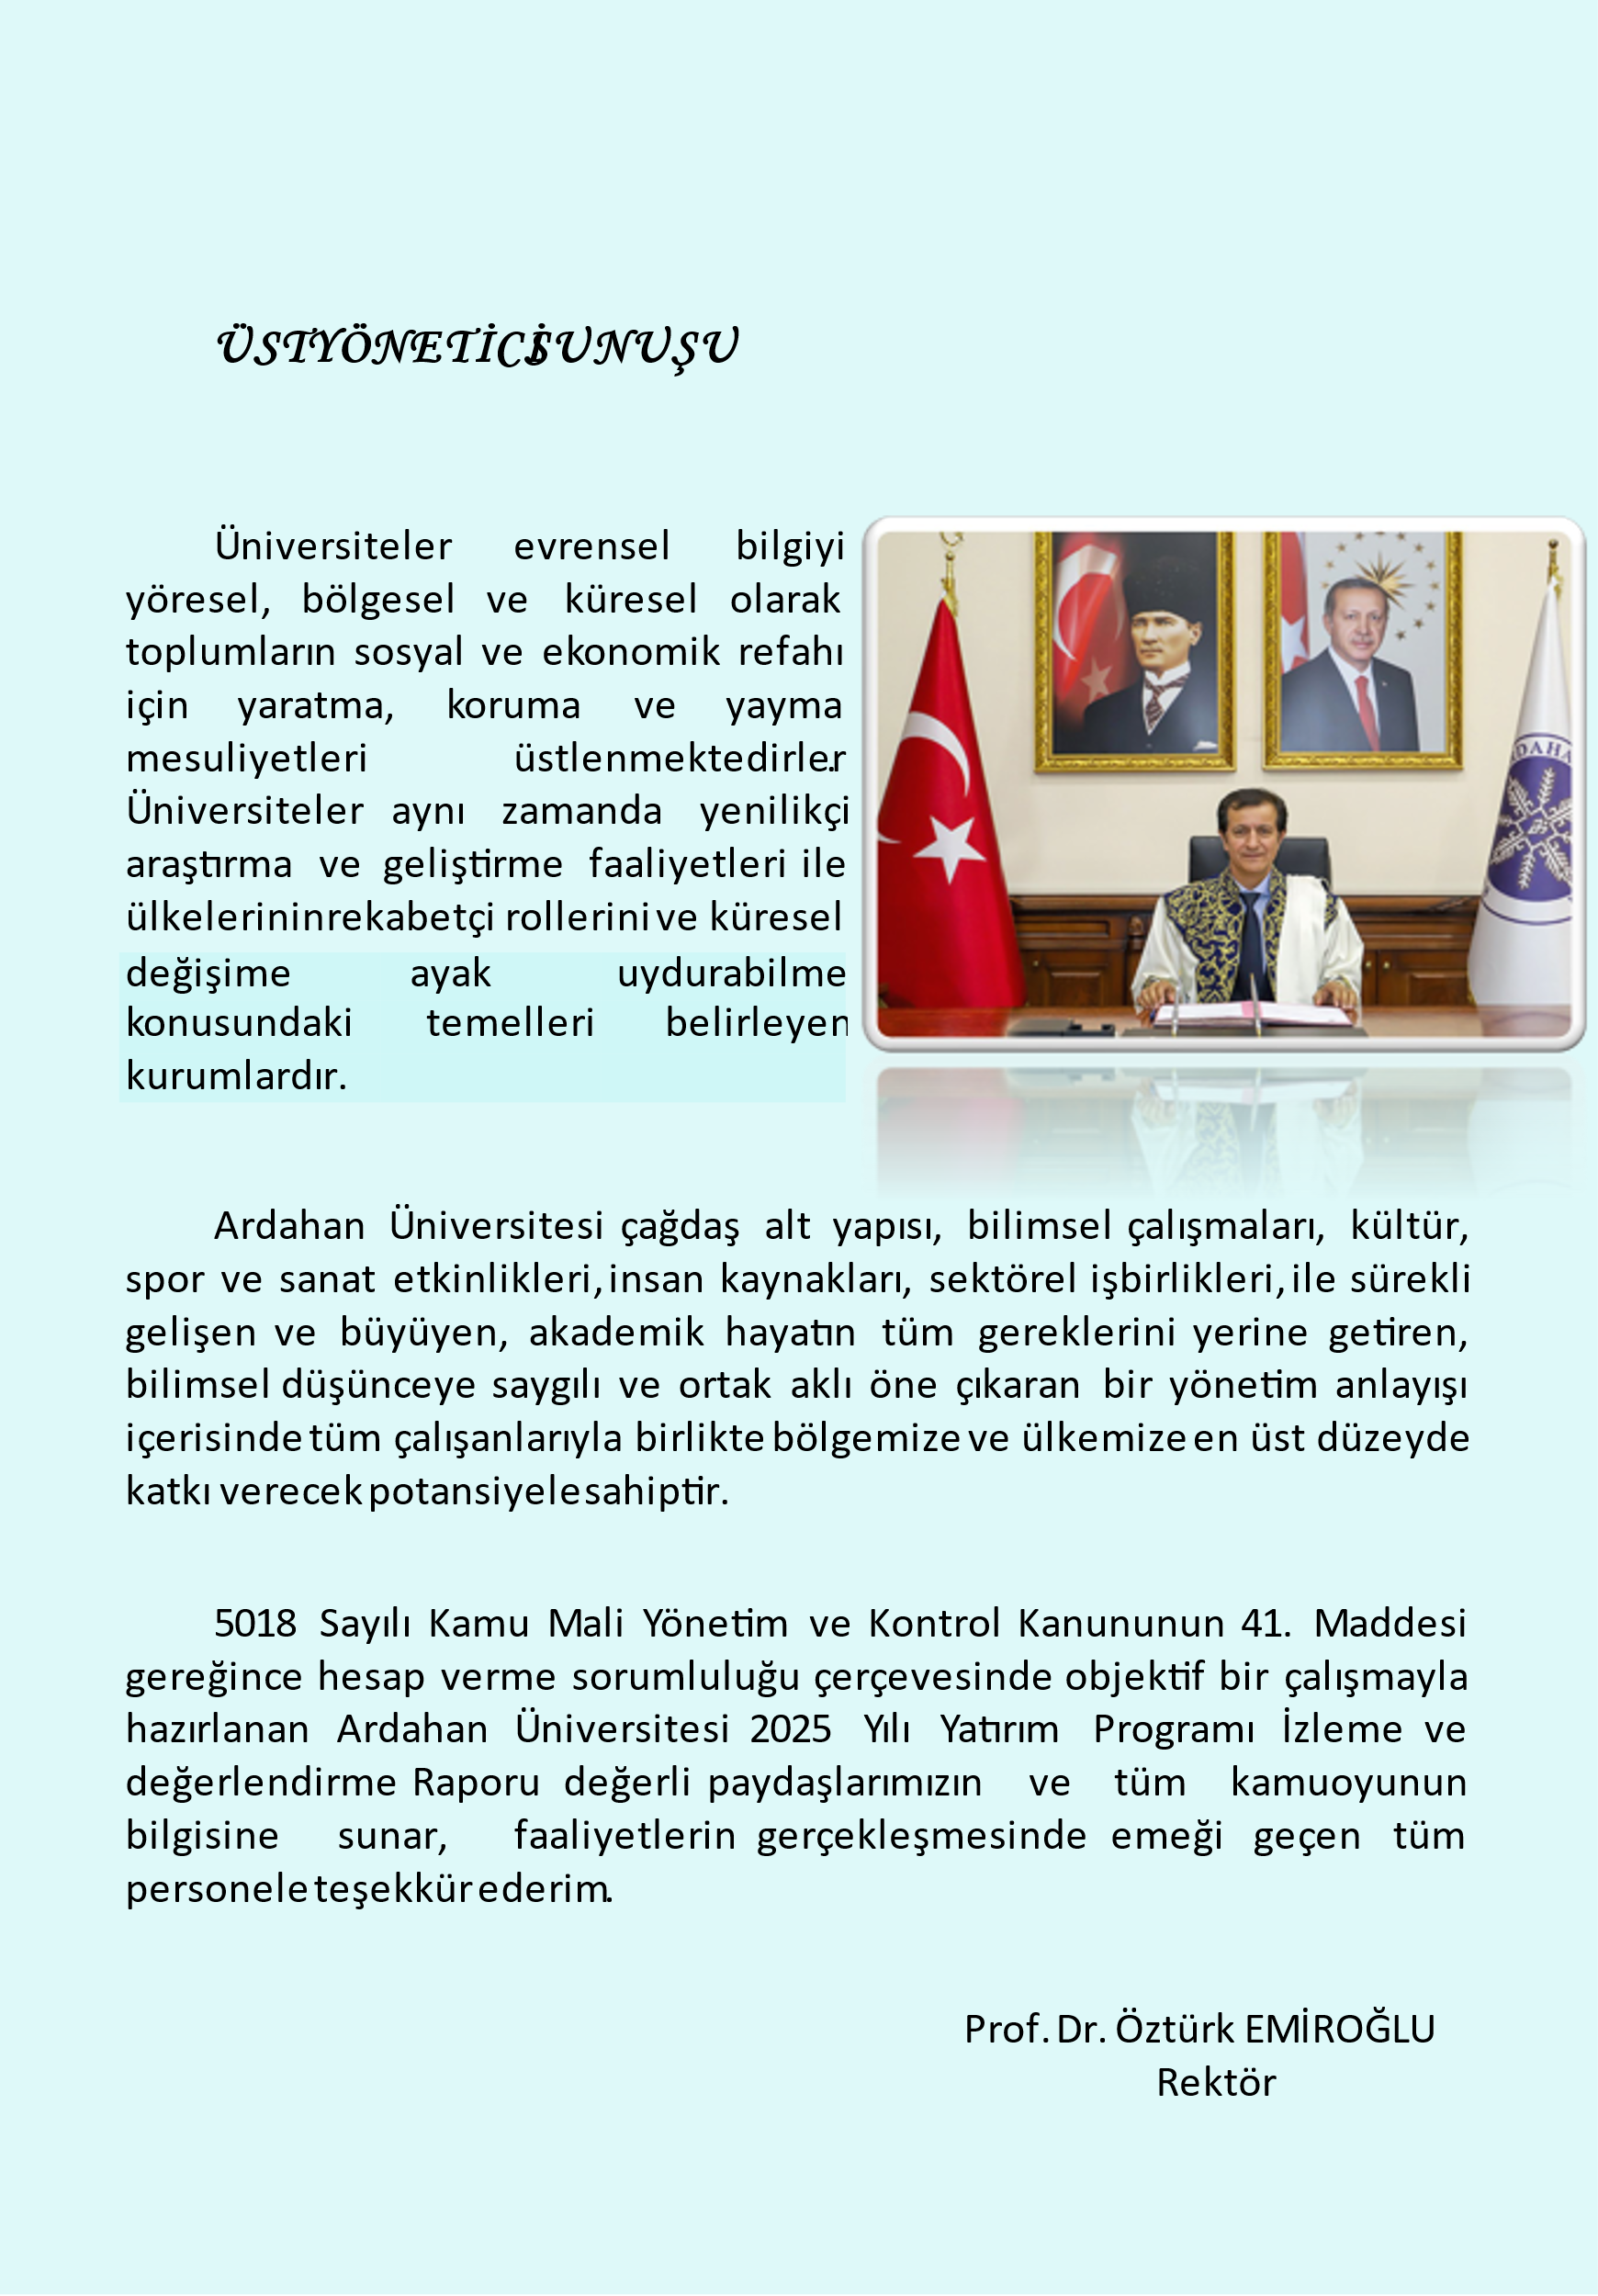 ÜST YÖNETİCİ SUNUŞU
Üniversiteler evrensel bilgiyi
yöresel, bölgesel ve küresel olarak
toplumların sosyal ve ekonomik refahı
için yaratma, koruma ve yayma
mesuliyetleri üstlenmektedirler.
Üniversiteler aynı zamanda yenilikçi
araştırma ve geliştirme faaliyetleri ile
ülkelerinin rekabetçi rollerini ve küresel
değişime ayak uydurabilme
konusundaki temelleri belirleyen
kurumlardır.
DAHA
Ardahan Üniversitesi çağdaş alt yapısı, bilimsel çalışmaları, kültür,
spor ve sanat etkinlikleri, insan kaynakları, sektörel işbirlikleri, ile sürekli
gelişen ve büyüyen, akademik hayatın tüm gereklerini yerine getiren,
bilimsel düşünceye saygılı ve ortak aklı öne çıkaran bir yönetim anlayışı
içerisinde tüm çalışanlarıyla birlikte bölgemize ve ülkemize en üst düzeyde
katkı verecek potansiyele sahiptir.
5018 Sayılı Kamu Mali Yönetim ve Kontrol Kanununun 41. Maddesi
gereğince hesap verme sorumluluğu çerçevesinde objektif bir çalışmayla
hazırlanan Ardahan Üniversitesi 2025 Yılı Yatırım Programı İzleme ve
değerlendirme Raporu değerli paydaşlarımızın ve tüm kamuoyunun
bilgisine sunar, faaliyetlerin gerçekleşmesinde emeği geçen tüm
personele teşekkür ederim.
Prof. Dr. Öztürk EMİROĞLU
Rektör